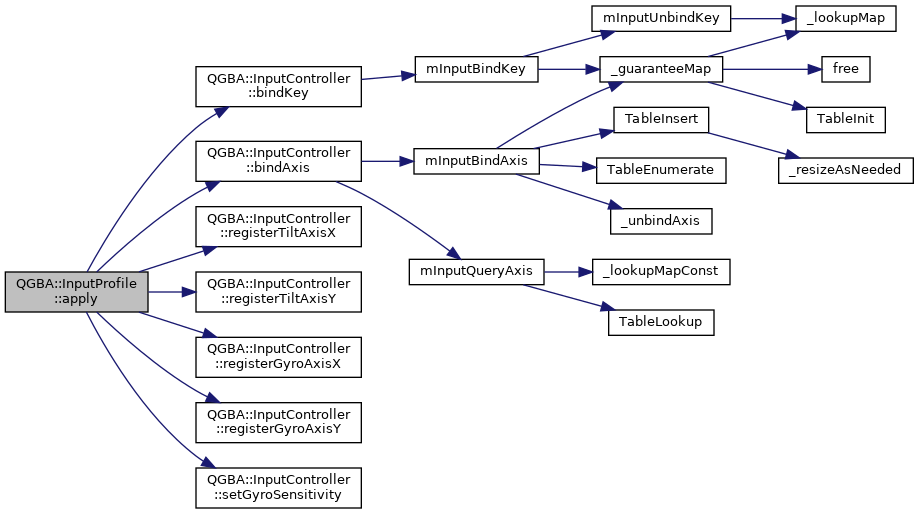 QGBA::InputProfile
::apply
QGBA::InputController
::bindKey
QGBA::InputController
::bindAxis
QGBA::InputController
::registerTiltAxisX
QGBA::InputController
::registerTiltAxisY
QGBA::InputController
::registerGyroAxisX
QGBA::InputController
::registerGyroAxisY
QGBA::InputController
::setGyroSensitivity
mInputBindKey
mInputBindAxis
mInputQueryAxis
mInputUnbindKey
_guaranteeMap
TableInsert
TableEnumerate
_unbindAxis
_lookupMapConst
TableLookup
_lookupMap
free
TableInit
_resizeAsNeeded